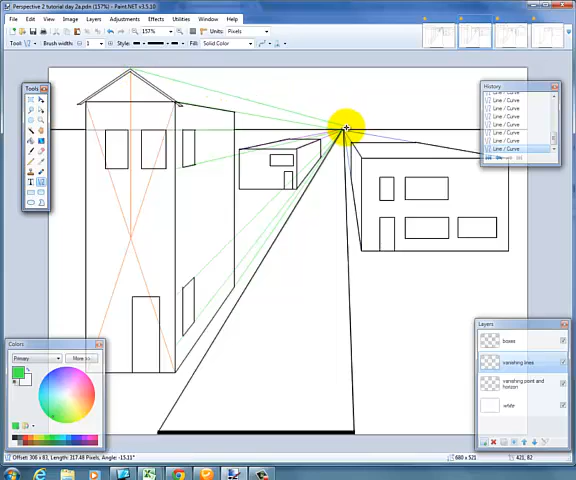 Perspective 2 tutorial day 2a.pdn (157%) - Paint.NET v3.5.10
File Edit View Image Layers Adjustments Effects Utilities Window Help
157% Units: Pixels
Tool: Brush width: 1 Style: Fill: Solid Color
Tools
History
Line / Curve
Line / Curve
Line / Curve
Line / Curve
Line / Curve
Line / Curve
Line / Curve
Line / Curve
Colors
Primary More >>
Layers
boxes
vanishing lines
vanishing point and
horizon
white
Offset: 306 x 83, Length: 317.48 Pixels, Angle: -15.11°
680 x 521
421, 82